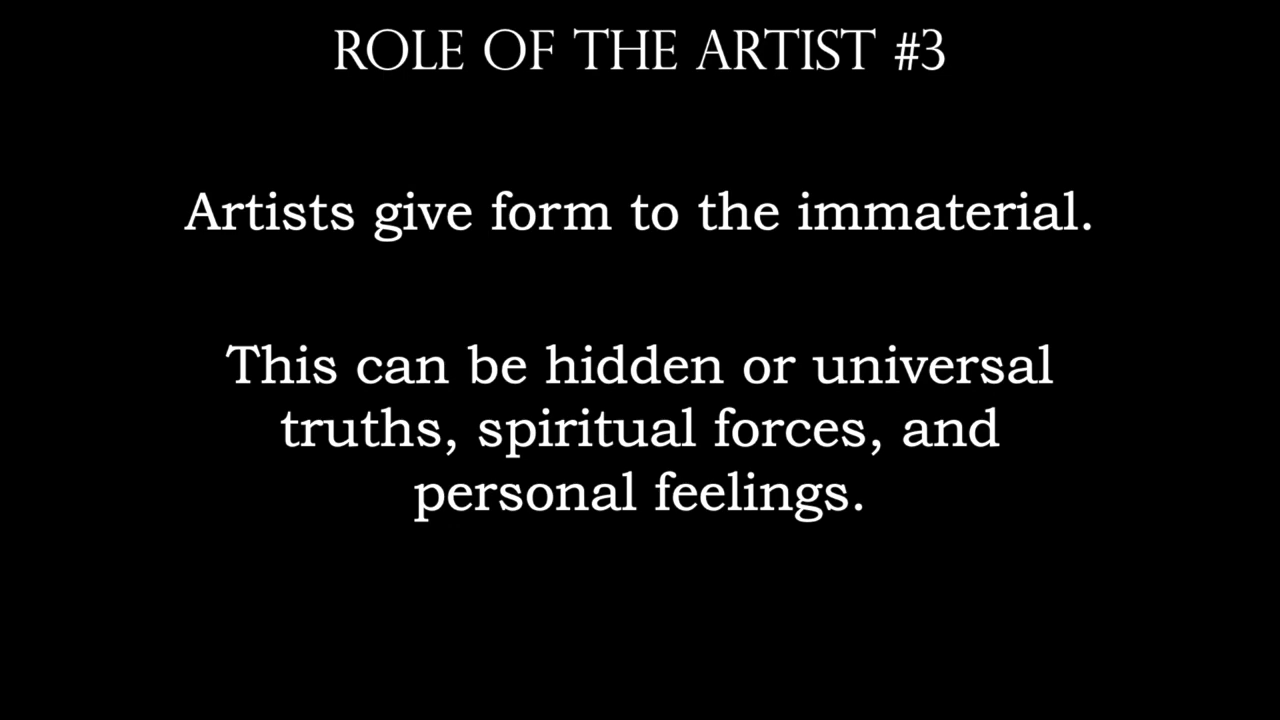 ROLE OF THE ARTIST #3
Artists give form to the immaterial.
This can be hidden or universal
truths, spiritual forces, and
personal feelings.